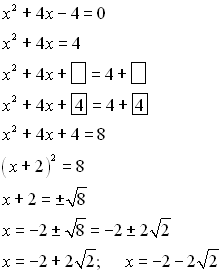 x² + 4x − 4 = 0
x² + 4x = 4
x² + 4x + □ = 4 + □
x² + 4x + 4 = 4 + 4
x² + 4x + 4 = 8
(x + 2)² = 8
x + 2 = ±√8
x = −2 ± √8 = −2 ± 2√2
x = −2 + 2√2; x = −2 − 2√2